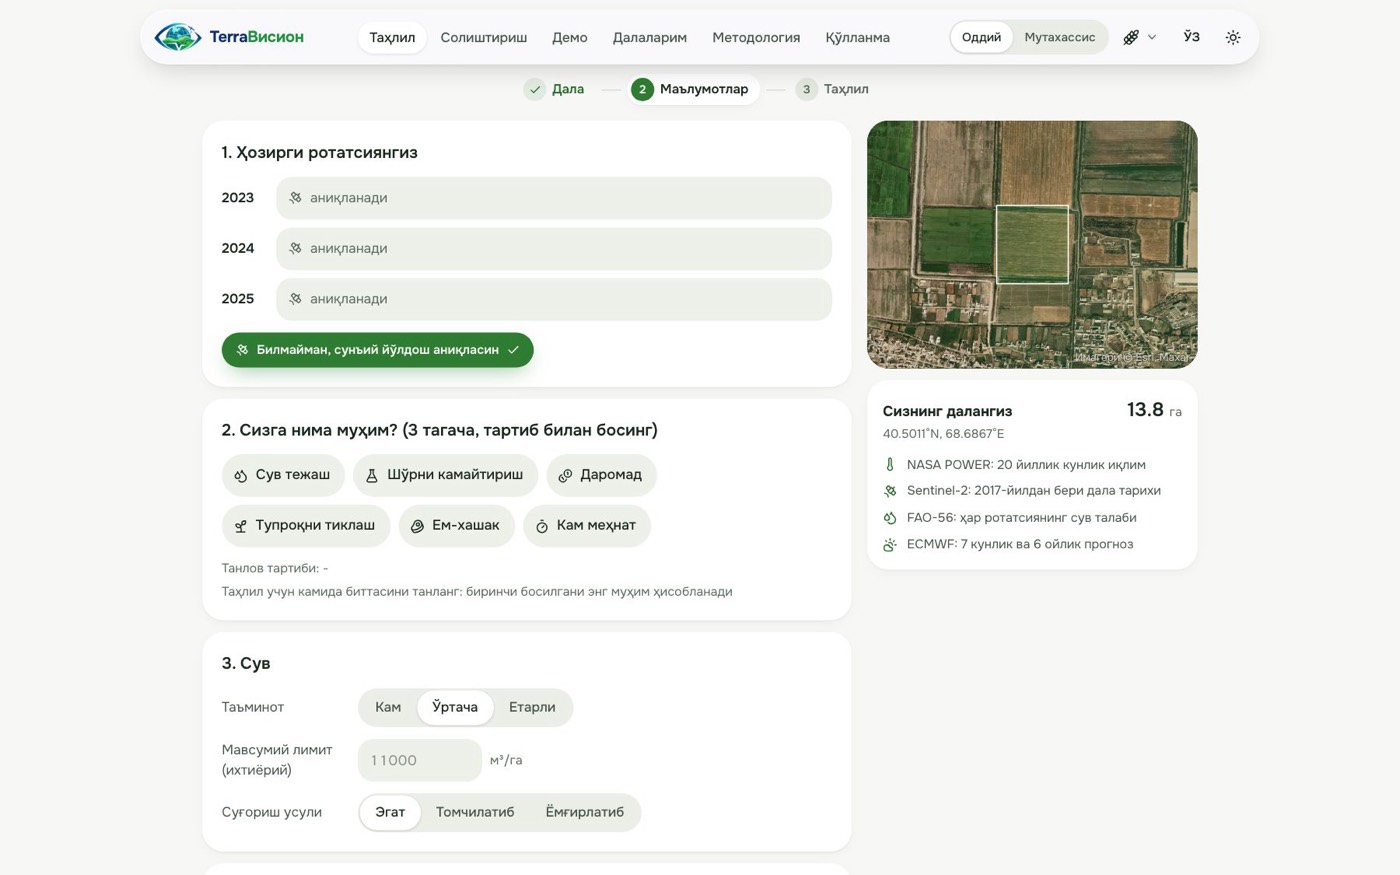 TerraВисион
Таҳлил
Солиштириш
Демо
Далаларим
Методология
Қўлланма
Оддий
Мутахассис
ЎЗ
Дала
2 Маълумотлар
3 Таҳлил
1. Ҳозирги ротатсиянгиз
2023 аниқланади
2024 аниқланади
2025 аниқланади
Билмайман, сунъий йўлдош аниқласин
2. Сизга нима муҳим? (3 тагача, тартиб билан босинг)
Сув тежаш
Шўрни камайтириш
Даромад
Тупроқни тиклаш
Ем-хашак
Кам меҳнат
Танлов тартиби: -
Таҳлил учун камида биттасини танланг: биринчи босилгани энг муҳим ҳисобланади
3. Сув
Таъминот
Кам
Ўртача
Етарли
Мавсумий лимит
(ихтиёрий)
11000
м³/га
Суғориш усули
Эгат
Томчилатиб
Ёмғирлатиб
Имагерй © Esri, Maxar
Сизнинг далангиз
13.8 га
40.5011°N, 68.6867°E
NASA POWER: 20 йиллик кунлик иқлим
Sentinel-2: 2017-йилдан бери дала тарихи
FAO-56: ҳар ротатсиянинг сув талаби
ECMWF: 7 кунлик ва 6 ойлик прогноз